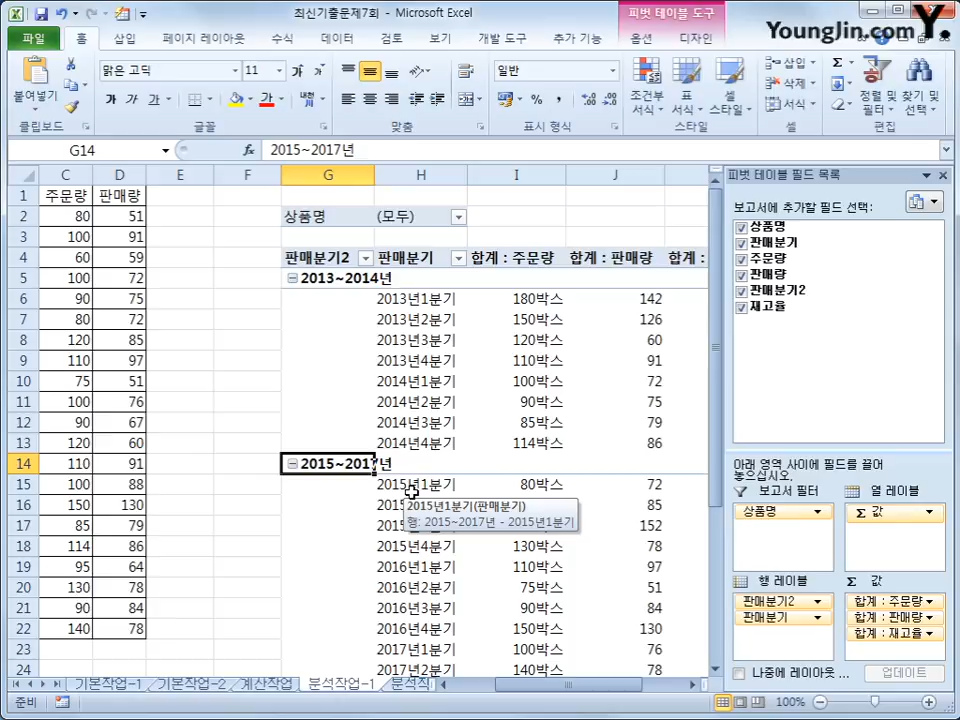 최신기출문제7회 - Microsoft Excel
피벗 테이블 도구
Younglin.com
Y.
파일 홈 삽입 페이지 레이아웃 수식 데이터 검토 보기 개발 도구 추가 기능 옵션 디자인
맑은 고딕 11 가 가 일반 삽입 Σ
붙여넣기 가 가 가 가 % , 조건부 서식 표 서식 셀 스타일 삭제 서식 정렬 및 필터 찾기 및 선택
클립보드 글꼴 맞춤 표시 형식 스타일 셀 편집
G14 fx 2015~2017년
C D E F G H I J
1 주문량 판매량
2 80 51 상품명 (모두)
3 100 91
4 60 59 판매분기2 판매분기 합계 : 주문량 합계 : 판매량 합계 :
5 100 72 2013~2014년
6 90 75 2013년1분기 180박스 142
7 80 72 2013년2분기 150박스 126
8 120 85 2013년3분기 120박스 60
9 110 97 2013년4분기 110박스 91
10 75 51 2014년1분기 100박스 72
11 100 76 2014년2분기 90박스 75
12 90 67 2014년3분기 85박스 79
13 120 60 2014년4분기 114박스 86
14 110 91 2015~2017년
15 100 88 2015년1분기 80박스 72
16 150 130 2015 85
17 85 79 2015 152
2015년1분기(판매분기)
행: 2015~2017년 - 2015년1분기
18 114 86 2015년4분기 130박스 78
19 95 64 2016년1분기 110박스 97
20 130 78 2016년2분기 75박스 51
21 90 84 2016년3분기 90박스 84
22 140 78 2016년4분기 150박스 130
23 2017년1분기 100박스 76
24 2017년2분기 140박스 78
피벗 테이블 필드 목록
보고서에 추가할 필드 선택:
상품명
판매분기
주문량
판매량
판매분기2
재고율
아래 영역 사이에 필드를 끌어
놓으십시오.
보고서 필터 열 레이블
상품명 Σ 값
행 레이블 Σ 값
판매분기2 합계 : 주문량
판매분기 합계 : 판매량
합계 : 재고율
나중에 레이아웃 ... 업데이트
기본작업-1 기본작업-2 계산작업 분석작업-1 분석작
준비 100%